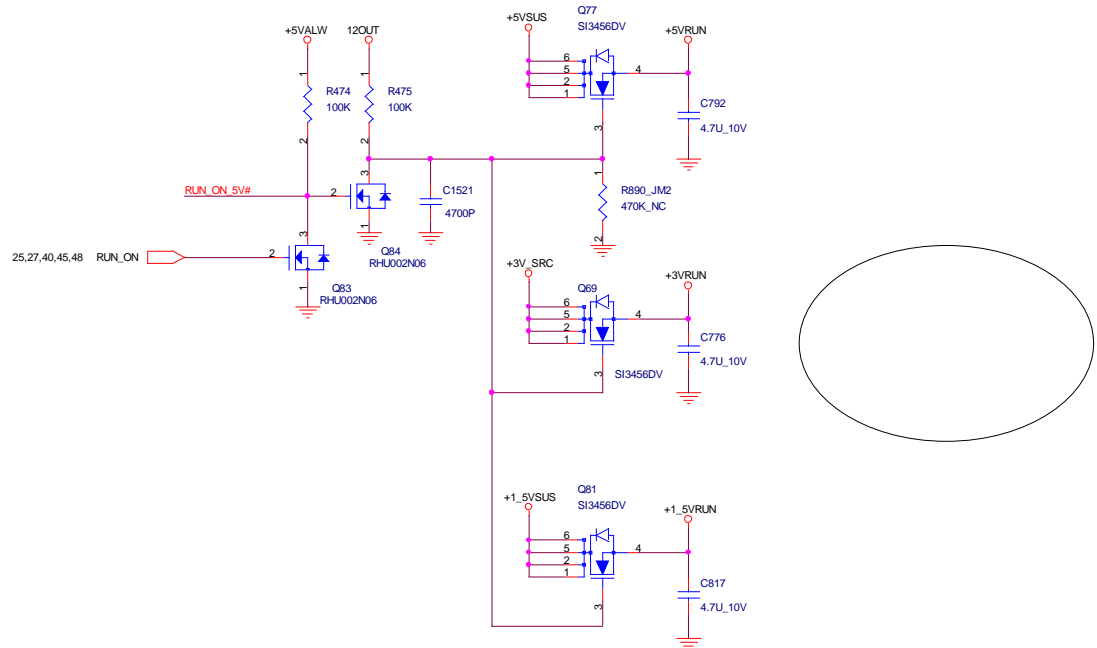 Q77
+5VSUS
SI3456DV
+5VRUN
+5VALW
12OUT
6
5
2
1
4
3
C792
4.7U_10V
1
R474
100K
2
1
R475
100K
2
RUN_ON_5V#
2
3
1
Q84
RHU002N06
C1521
4700P
1
R890_JM2
470K_NC
2
25,27,40,45,48
RUN_ON
2
3
1
Q83
RHU002N06
+3V_SRC
Q69
+3VRUN
6
5
2
1
4
3
SI3456DV
C776
4.7U_10V
Q81
+1_5VSUS
SI3456DV
+1_5VRUN
6
5
2
1
4
3
C817
4.7U_10V